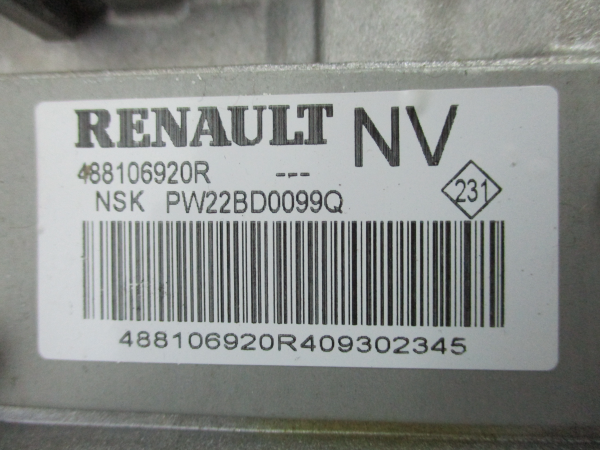 RENAULT NV
488106920R ---
NSK PW22BD0099Q
231
488106920R409302345